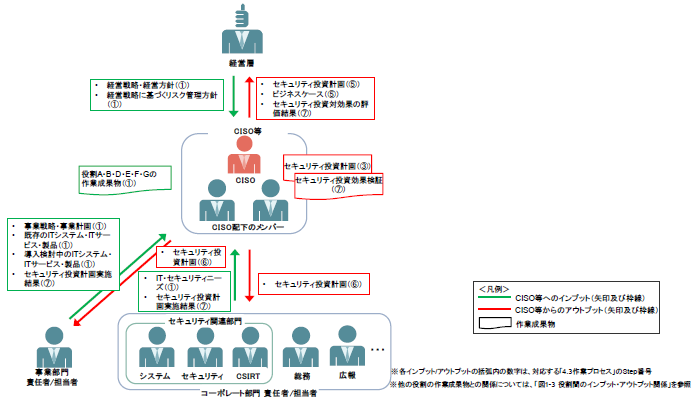 経営層
・ 経営戦略・経営方針(①)
・ 経営戦略に基づくリスク管理方針
(①)
・ セキュリティ投資計画(⑤)
・ ビジネスケース(⑤)
・ セキュリティ投資対効果の評
価結果(⑦)
CISO等
CISO
CISO配下のメンバー
役割A・B・D・E・F・Gの
作業成果物(①)
セキュリティ投資計画(③)
セキュリティ投資効果検証
(⑦)
・ 事業戦略・事業計画(①)
・ 既存のITシステム・ITサー
ビス・製品(①)
・ 導入検討中のITシステム・
ITサービス・製品(①)
・ セキュリティ投資計画実施
結果(⑦)
・ セキュリティ投
資計画(⑥)
・ IT・セキュリティニー
ズ(①)
・ セキュリティ投資計
画実施結果(⑦)
・ セキュリティ投資計画(⑥)
<凡例>
CISO等へのインプット(矢印及び枠線)
CISO等からのアウトプット(矢印及び枠線)
作業成果物
セキュリティ関連部門
システム
セキュリティ
CSIRT
総務
広報
・・・
事業部門
責任者/担当者
コーポレート部門 責任者/担当者
※各インプット/アウトプットの括弧内の数字は、対応する「4.3作業プロセス」のStep番号
※他の役割の作業成果物との関係については、「図1-3 役割間のインプット・アウトプット関係」を参照